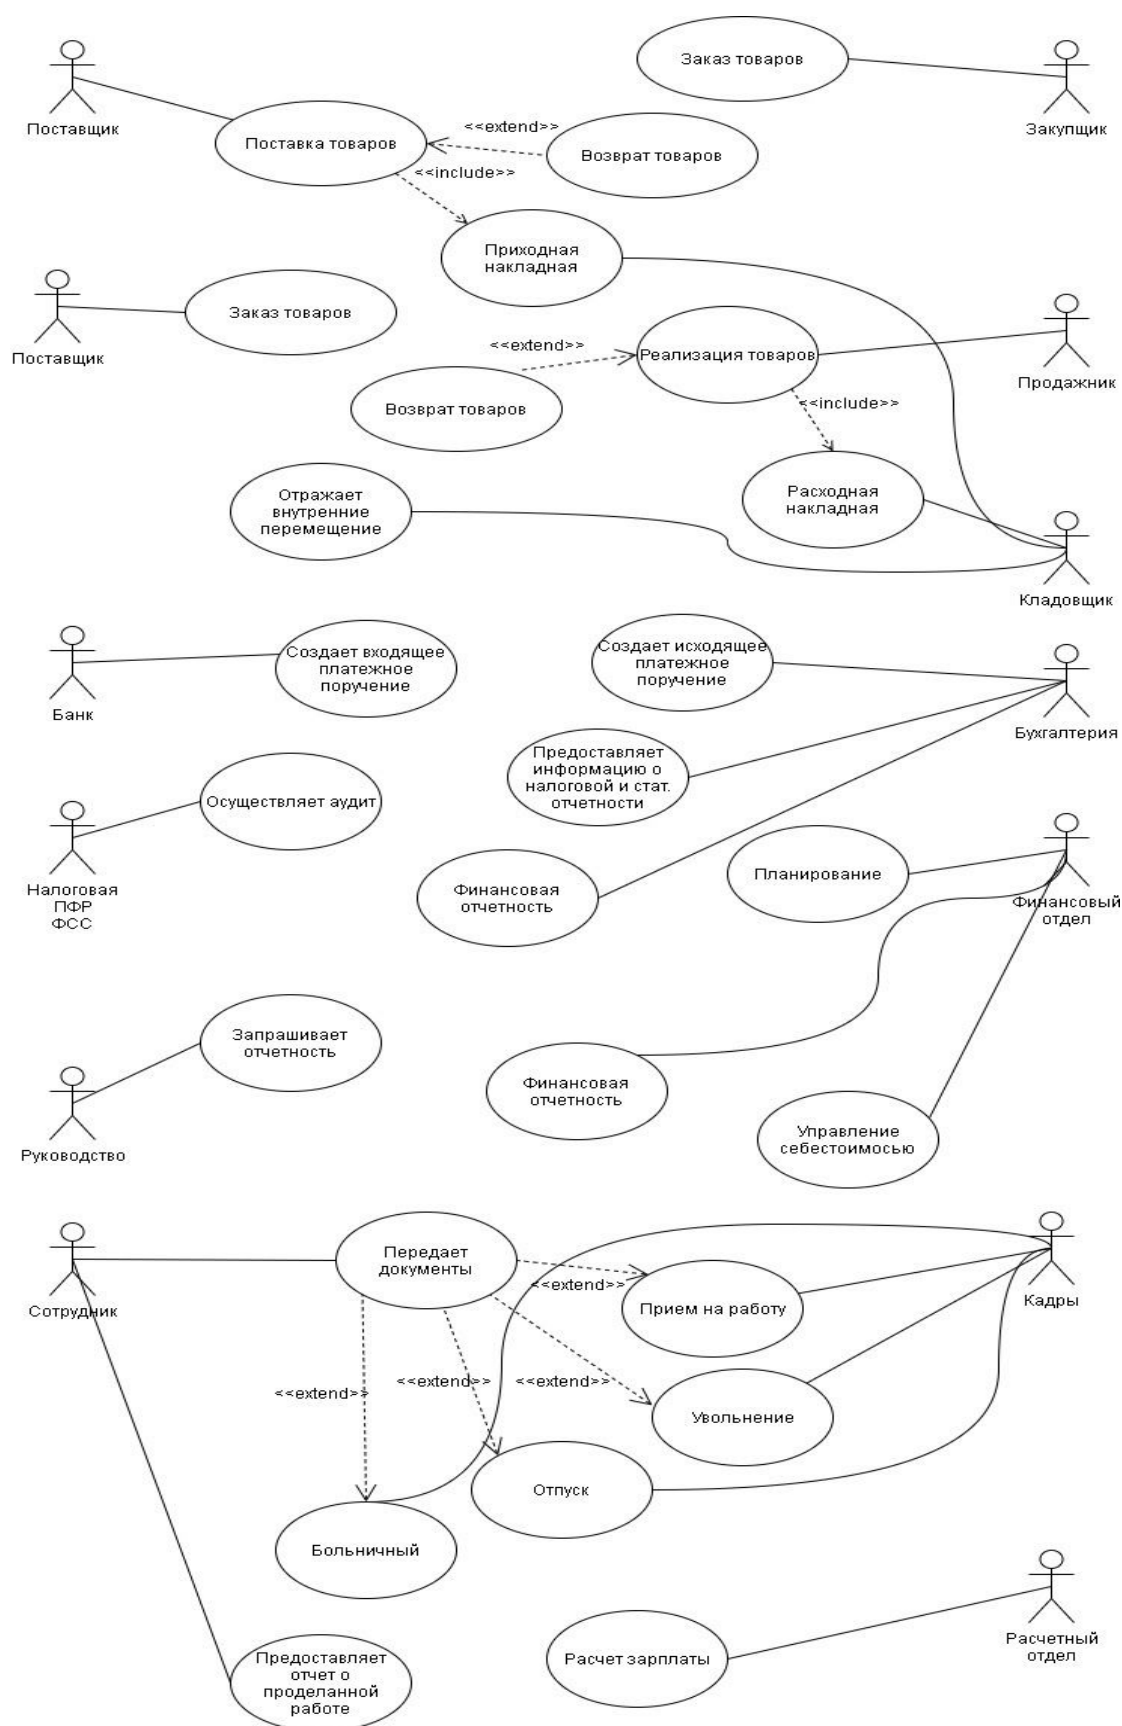 Заказ товаров
Поставщик
Закупщик
<<extend>>
Поставка товаров
Возврат товаров
<<include>>
Приходная
накладная
Заказ товаров
Поставщик
<<extend>>
Реализация товаров
Продажник
Возврат товаров
<<include>>
Отражает
внутренние
перемещение
Расходная
накладная
Кладовщик
Создает входящее
платежное
поручение
Создает исходящее
платежное
поручение
Банк
Бухгалтерия
Предоставляет
информацию о
налоговой и стат.
отчетности
Осуществляет аудит
Налоговая
ПФР
ФСС
Финансовая
отчетность
Планирование
Финансовый
отдел
Запрашивает
отчетность
Финансовая
отчетность
Руководство
Управление
себестоимосью
Передает
документы
<<extend>>
Сотрудник
Прием на работу
Кадры
<<extend>>
<<extend>>
<<extend>>
Увольнение
Отпуск
Больничный
Предоставляет
отчет о
проделанной
работе
Расчет зарплаты
Расчетный
отдел